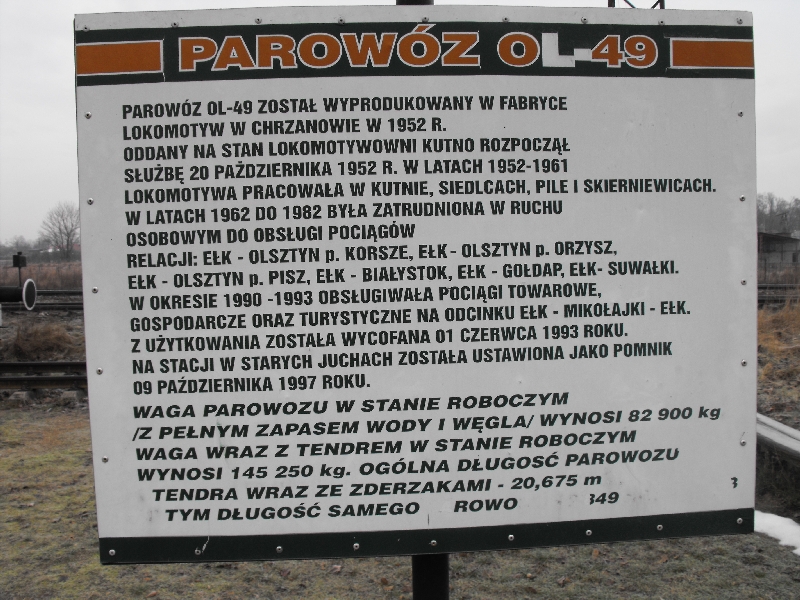 PAROWÓZ OL-49
PAROWÓZ OL-49 ZOSTAŁ WYPRODUKOWANY W FABRYCE
LOKOMOTYW W CHRZANOWIE W 1952 R.
ODDANY NA STAN LOKOMOTYWOWNI KUTNO ROZPOCZĄŁ
SŁUŻBĘ 20 PAŹDZIERNIKA 1952 R. W LATACH 1952-1961
LOKOMOTYWA PRACOWAŁA W KUTNIE, SIEDLCACH, PILE I SKIERNIEWICACH.
W LATACH 1962 DO 1982 BYŁA ZATRUDNIONA W RUCHU
OSOBOWYM DO OBSŁUGI POCIĄGÓW
RELACJI: EŁK - OLSZTYN p. KORSZE, EŁK - OLSZTYN p. ORZYSZ,
EŁK - OLSZTYN p. PISZ, EŁK - BIAŁYSTOK, EŁK - GOŁDAP, EŁK- SUWAŁKI.
W OKRESIE 1990 -1993 OBSŁUGIWAŁA POCIĄGI TOWAROWE,
GOSPODARCZE ORAZ TURYSTYCZNE NA ODCINKU EŁK - MIKOŁAJKI - EŁK.
Z UŻYTKOWANIA ZOSTAŁA WYCOFANA 01 CZERWCA 1993 ROKU.
NA STACJI W STARYCH JUCHACH ZOSTAŁA USTAWIONA JAKO POMNIK
09 PAŹDZIERNIKA 1997 ROKU.
WAGA PAROWOZU W STANIE ROBOCZYM
/Z PEŁNYM ZAPASEM WODY I WĘGLA/ WYNOSI 82 900 kg
WAGA WRAZ Z TENDREM W STANIE ROBOCZYM
WYNOSI 145 250 kg. OGÓLNA DŁUGOŚĆ PAROWOZU
TENDRA WRAZ ZE ZDERZAKAMI - 20,675 m
TYM DŁUGOŚĆ SAMEGO ROWO 49